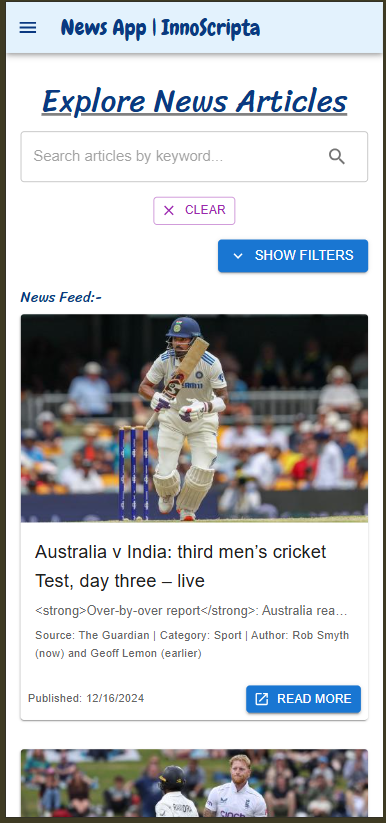 News App | InnoScripta
Explore News Articles
Search articles by keyword...
CLEAR
SHOW FILTERS
News Feed:-
Australia v India: third men's cricket
Test, day three – live
<strong>Over-by-over report</strong>: Australia rea...
Source: The Guardian | Category: Sport | Author: Rob Smyth
(now) and Geoff Lemon (earlier)
Published: 12/16/2024
READ MORE